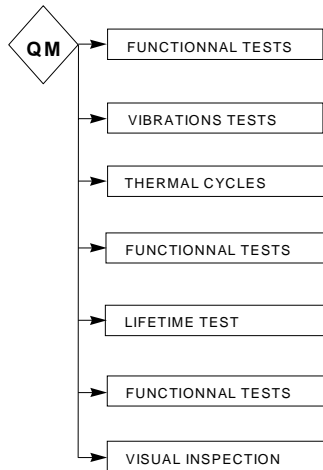 QM
FUNCTIONNAL TESTS
VIBRATIONS TESTS
THERMAL CYCLES
FUNCTIONNAL TESTS
LIFETIME TEST
FUNCTIONNAL TESTS
VISUAL INSPECTION